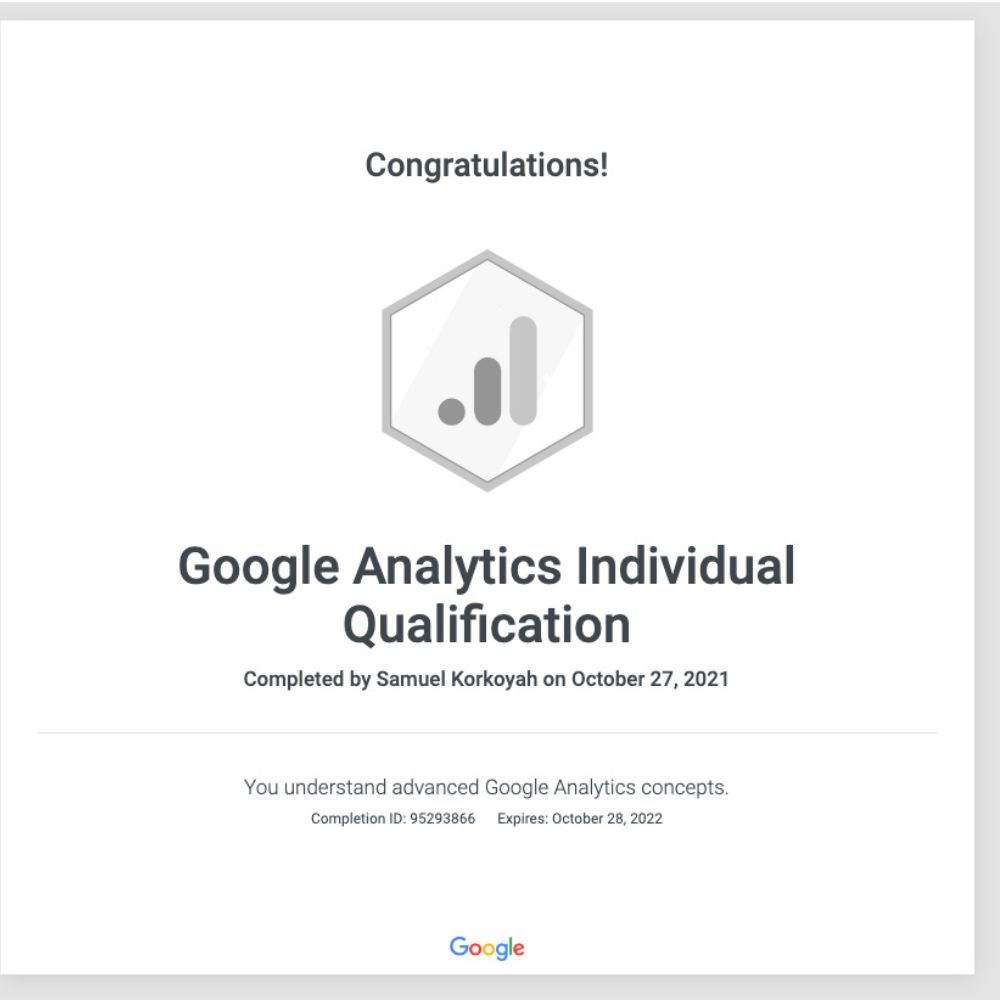 Congratulations!
Google Analytics Individual
Qualification
Completed by Samuel Korkoyah on October 27, 2021
You understand advanced Google Analytics concepts.
Completion ID: 95293866 Expires: October 28, 2022
Google